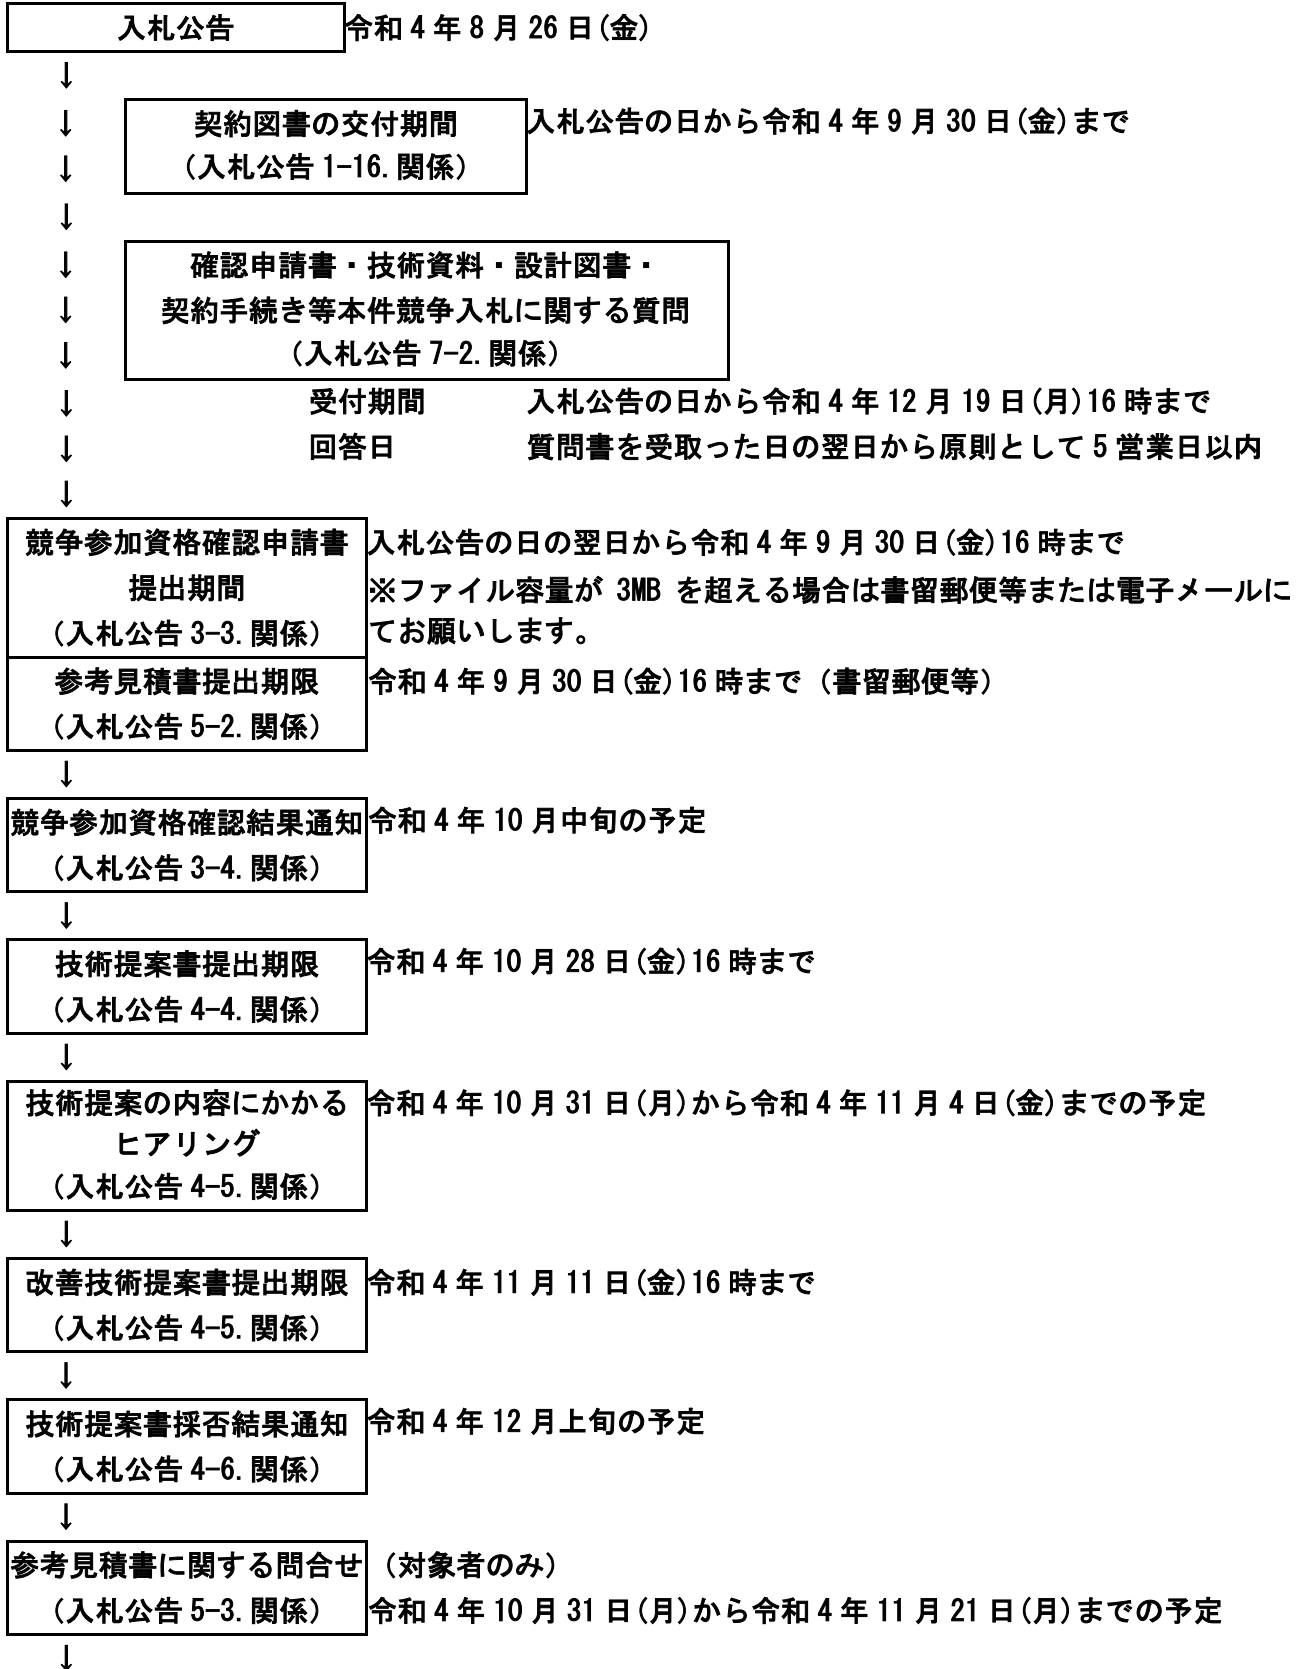 入札公告 令和4年8月26日(金)
↓
↓ 契約図書の交付期間 入札公告の日から令和4年9月30日(金)まで
↓ (入札公告1-16.関係)
↓
↓ 確認申請書・技術資料・設計図書・
↓ 契約手続き等本件競争入札に関する質問
↓ (入札公告7-2.関係)
↓ 受付期間 入札公告の日から令和4年12月19日(月)16時まで
↓ 回答日 質問書を受取った日の翌日から原則として5営業日以内
↓
競争参加資格確認申請書 入札公告の日の翌日から令和4年9月30日(金)16時まで
提出期間 ※ファイル容量が 3MB を超える場合は書留郵便等または電子メールに
(入札公告3-3.関係) てお願いします。
参考見積書提出期限 令和4年9月30日(金)16時まで(書留郵便等)
(入札公告5-2.関係)
↓
競争参加資格確認結果通知 令和4年10月中旬の予定
(入札公告3-4.関係)
↓
技術提案書提出期限 令和4年10月28日(金)16時まで
(入札公告4-4.関係)
↓
技術提案の内容にかかる 令和4年10月31日(月)から令和4年11月4日(金)までの予定
ヒアリング
(入札公告4-5.関係)
↓
改善技術提案書提出期限 令和4年11月11日(金)16時まで
(入札公告4-5.関係)
↓
技術提案書採否結果通知 令和4年12月上旬の予定
(入札公告4-6.関係)
↓
参考見積書に関する問合せ (対象者のみ)
(入札公告5-3.関係) 令和4年10月31日(月)から令和4年11月21日(月)までの予定
↓